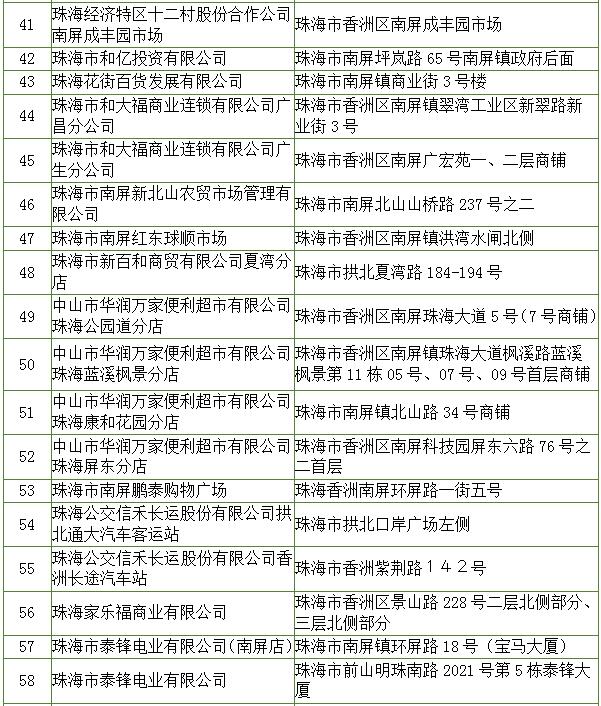 41
珠海经济特区十二村股份合作公司
南屏成丰园市场
珠海市香洲区南屏成丰园市场
42
珠海市和亿投资有限公司
珠海市南屏坪岚路 65 号南屏镇政府后面
43
珠海花街百货发展有限公司
珠海市南屏镇商业街 3 号楼
44
珠海市和大福商业连锁有限公司广
昌分公司
珠海市香洲区南屏镇翠湾工业区新翠路新
业街 3 号
45
珠海市和大福商业连锁有限公司广
生分公司
珠海市香洲区南屏广宏苑一、二层商铺
46
珠海市南屏新北山农贸市场管理有
限公司
珠海市南屏北山山桥路 237 号之二
47
珠海市南屏红东球顺市场
珠海市香洲区南屏镇洪湾水闸北侧
48
珠海市新百和商贸有限公司夏湾分
店
珠海市拱北夏湾路 184-194 号
49
中山市华润万家便利超市有限公司
珠海公园道分店
珠海市香洲区南屏珠海大道 5 号(7 号商铺)
50
中山市华润万家便利超市有限公司
珠海蓝溪枫景分店
珠海市香洲区南屏镇珠海大道枫溪路蓝溪
枫景第 11 栋 05 号、07 号、09 号首层商铺
51
中山市华润万家便利超市有限公司
珠海康和花园分店
珠海市南屏镇北山路 34 号商铺
52
中山市华润万家便利超市有限公司
珠海屏东分店
珠海市香洲区南屏科技园屏东六路 76 号之
二首层
53
珠海市南屏鹏泰购物广场
珠海香洲南屏环屏路一街五号
54
珠海公交信禾长运股份有限公司拱
北通大汽车客运站
珠海市拱北口岸广场左侧
55
珠海公交信禾长运股份有限公司香
洲长途汽车站
珠海市香洲紫荆路１４２号
56
珠海家乐福商业有限公司
珠海市香洲区景山路 228 号二层北侧部分、
三层北侧部分
57
珠海市泰锋电业有限公司(南屏店)
珠海市南屏镇环屏路 18 号（宝马大厦）
58
珠海市泰锋电业有限公司
珠海市前山明珠南路 2021 号第 5 栋泰锋大
厦